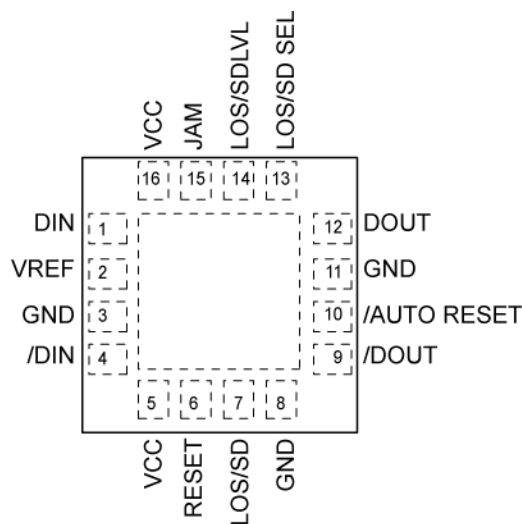 VCC
JAM
LOS/SDLVL
LOS/SD SEL
16
15
14
13
DIN 1
12 DOUT
VREF 2
11 GND
GND 3
10 /AUTO RESET
/DIN 4
9 /DOUT
5
6
7
8
VCC
RESET
LOS/SD
GND